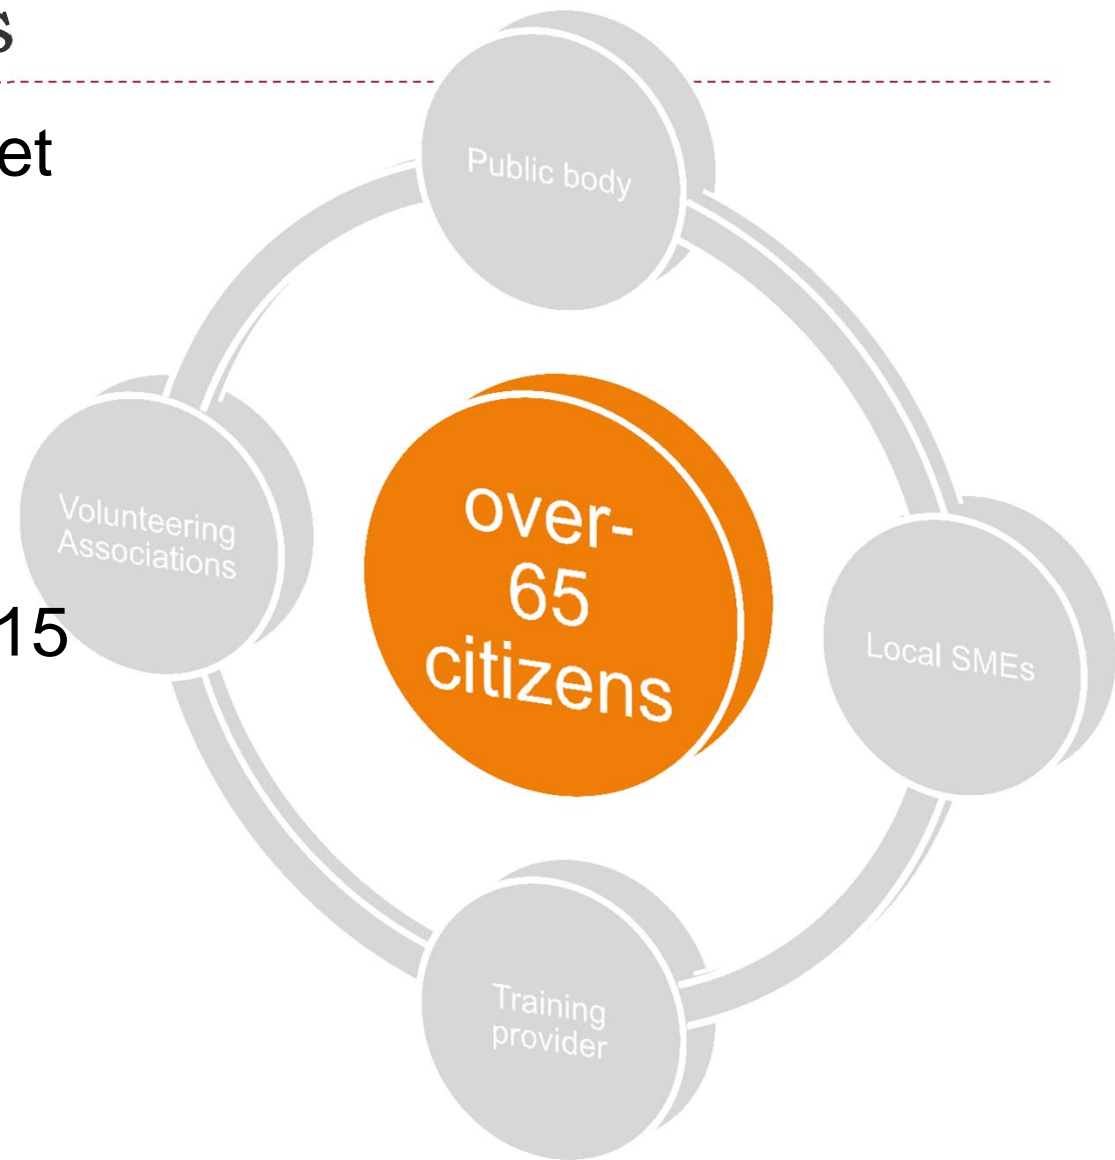 s
et
Public body
Volunteering
Associations
over-
65
citizens
15
Local SMEs
Training
provider